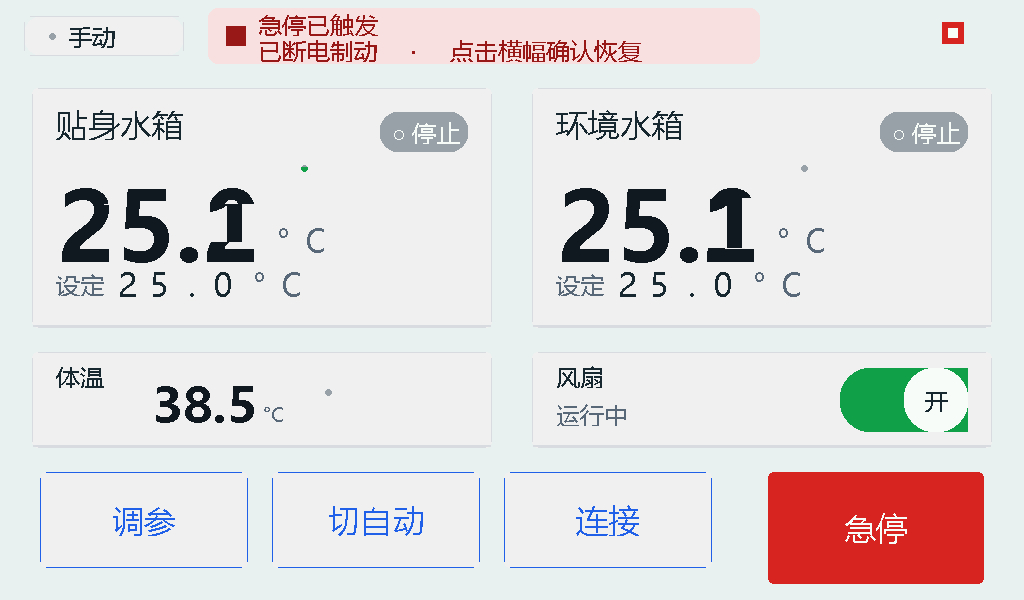 手动
急停已触发
已断电制动 · 点击横幅确认恢复
贴身水箱
停止
25.1 °C
设定 25.0 °C
环境水箱
停止
25.1 °C
设定 25.0 °C
体温
38.5 °C
风扇
运行中
开
调参
切自动
连接
急停